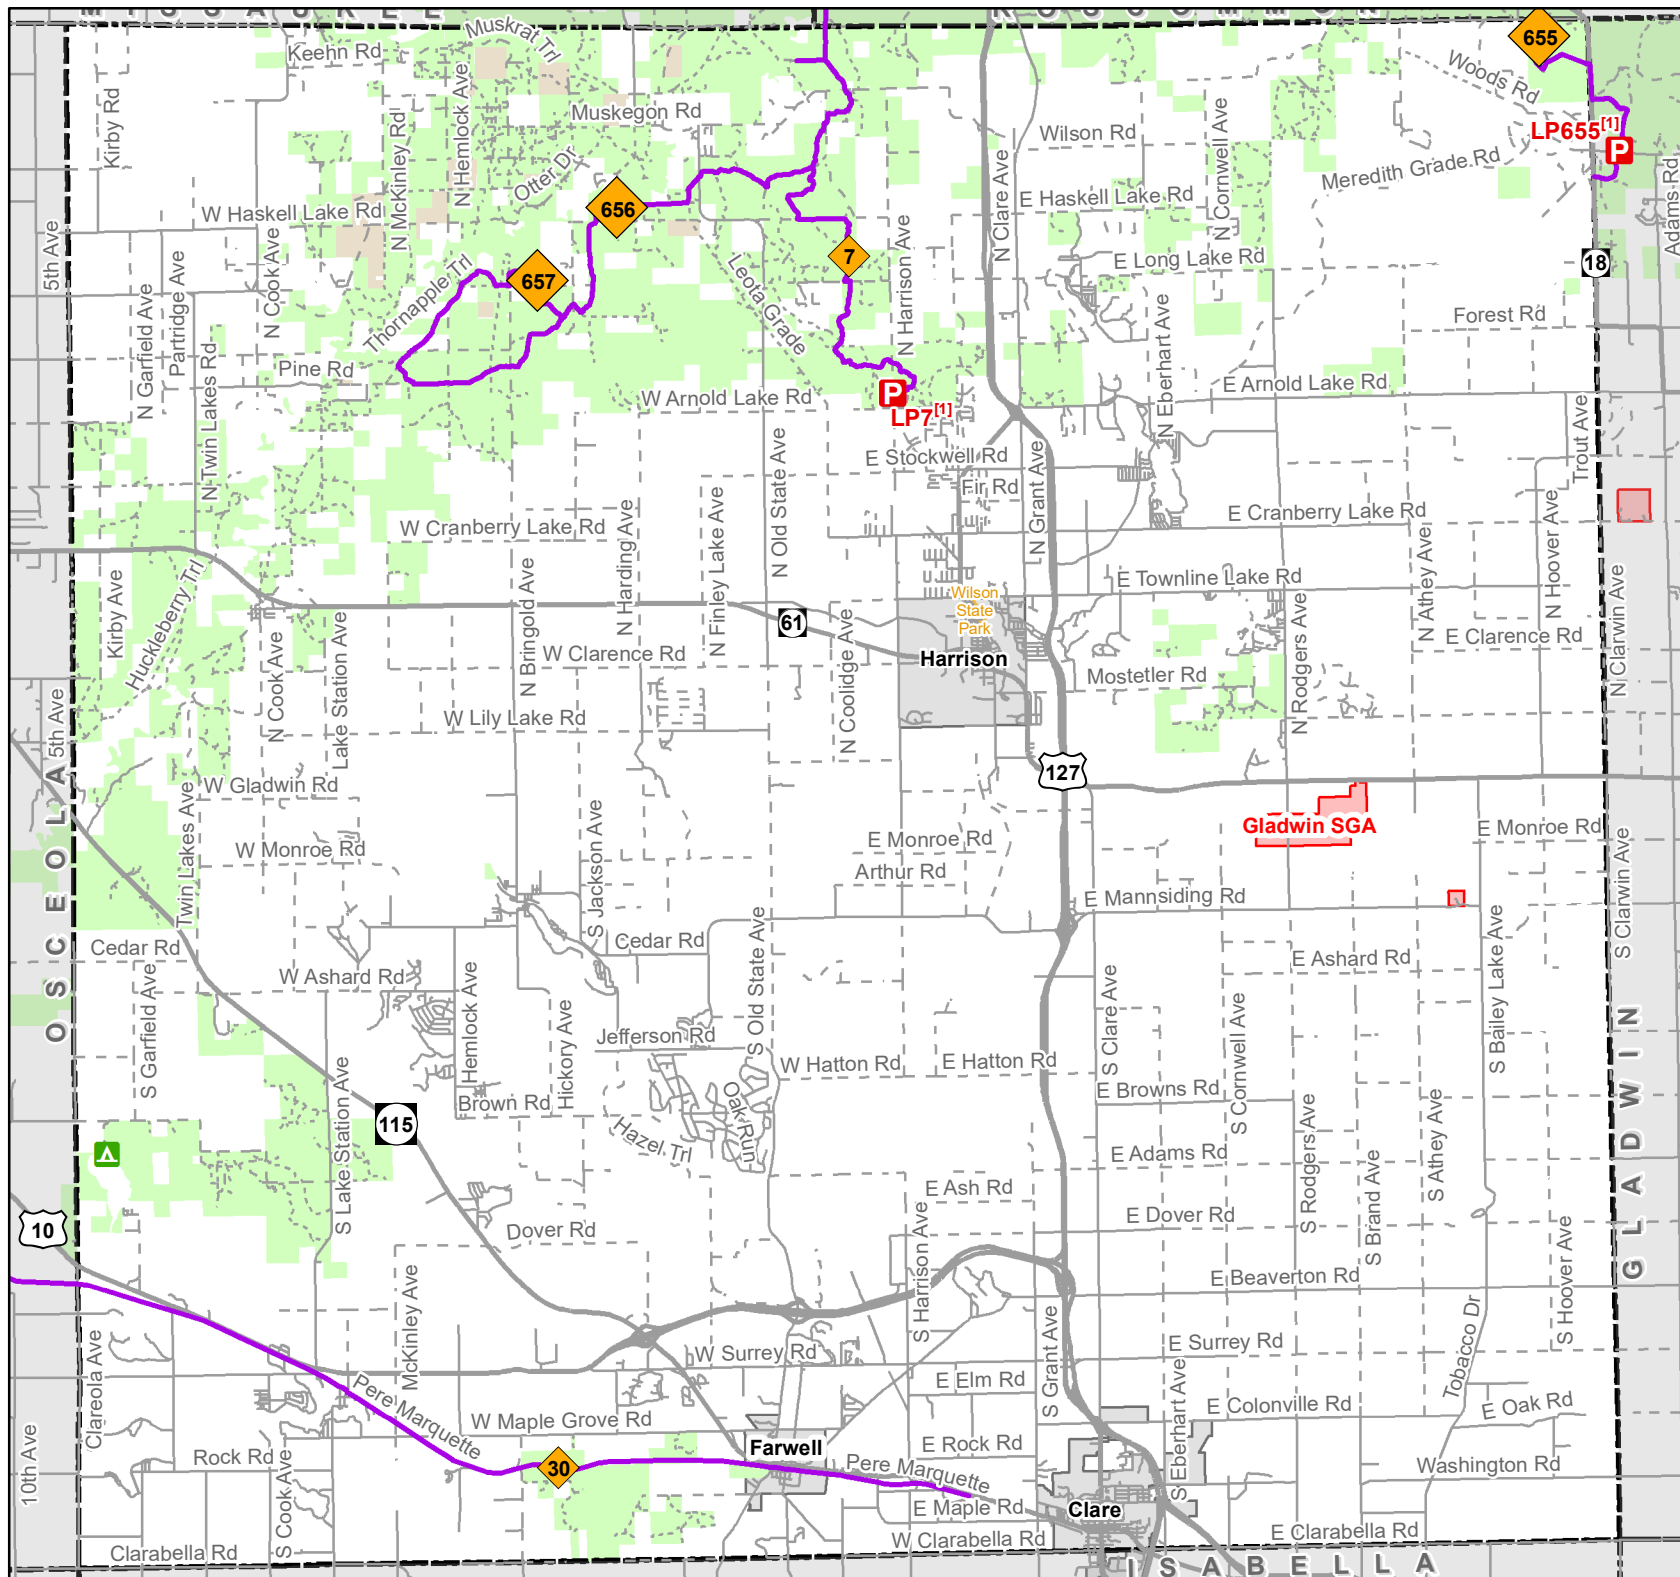 MISSAUKEE
ROSCOMMON
Muskrat Trl
Keehn Rd
655
Woods Rd
N Hemlock Ave
Kirby Rd
N McKinley Rd
Muskegon Rd
Wilson Rd
N Cornwell Ave
LP655[1]
P
Meredith Grade Rd
Otter Dr
N Clare Ave
E Haskell Lake Rd
W Haskell Lake Rd
656
Adams Rd
5th Ave
N Cook Ave
N Harrison Ave
7
E Long Lake Rd
18
Partridge Ave
N Garfield Ave
657
Thornapple Trl
Leota Grade
N Eberhart Ave
Forest Rd
Pine Rd
N Twin Lakes Rd
W Arnold Lake Rd
P
LP7[1]
E Arnold Lake Rd
Trout Ave
E Stockwell Rd
Fir Rd
N Grant Ave
W Cranberry Lake Rd
E Cranberry Lake Rd
N Harding Ave
N Finley Lake Ave
N Old State Ave
N Athey Ave
N Hoover Ave
Kirby Ave
Huckleberry Trl
N Bringold Ave
E Townline Lake Rd
Wilson
State
Park
61
N Clarwin Ave
Lake Station Ave
N Cook Ave
N Coolidge Ave
N Rodgers Ave
E Clarence Rd
W Clarence Rd
Harrison
Mostetler Rd
5th Ave
W Lily Lake Rd
127
W Gladwin Rd
OSCEOLA
Twin Lakes Ave
Gladwin SGA
E Monroe Rd
E Monroe Rd
W Monroe Rd
S Jackson Ave
Arthur Rd
S Clarwin Ave
E Mannsiding Rd
Cedar Rd
Cedar Rd
S Old State Ave
S Bailey Lake Ave
E Ashard Rd
W Ashard Rd
S Garfield Ave
Hemlock Ave
Hickory Ave
S Clare Ave
S Cornwell Ave
Jefferson Rd
W Hatton Rd
E Hatton Rd
GLADWIN
E Browns Rd
S Lake Station Ave
Brown Rd
115
Oak Run
Hazel Trl
S Rodgers Ave
S Athey Ave
E Adams Rd
S Brand Ave
E Ash Rd
10
Dover Rd
E Dover Rd
S Harrison Ave
S Hoover Ave
E Beaverton Rd
McKinley Ave
S Grant Ave
Clareola Ave
E Surrey Rd
Tobacco Dr
W Surrey Rd
E Elm Rd
S Eberhart Ave
Pere Marquette
E Colonville Rd
E Oak Rd
W Maple Grove Rd
10th Ave
Rock Rd
Farwell
E Rock Rd
S Cook Ave
30
Pere Marquette
Washington Rd
E Maple Rd
Clare
Clarabella Rd
W Clarabella Rd
E Clarabella Rd
ISABELLA